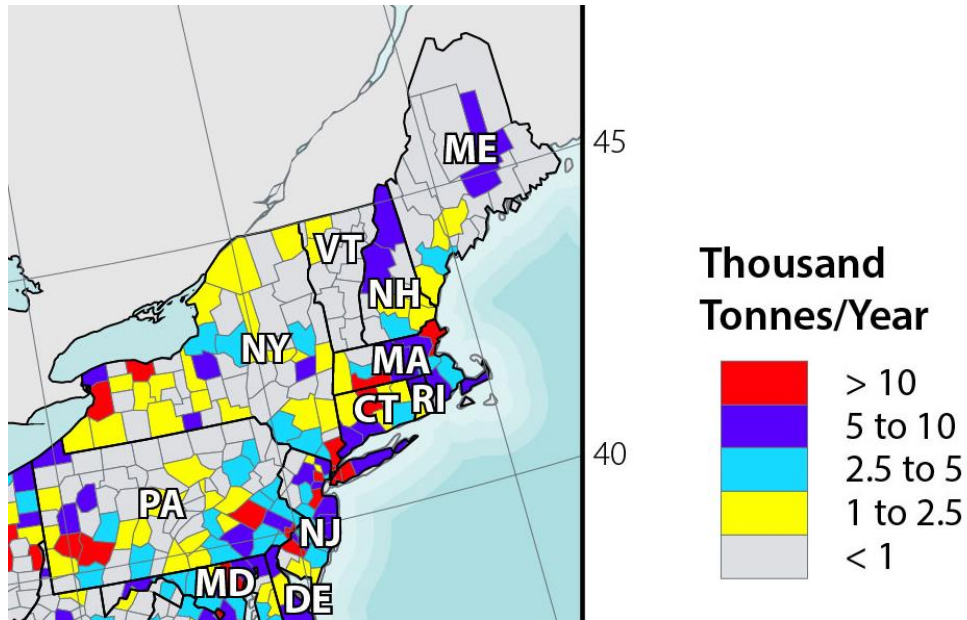 ME
45
VT
NH
NY
MA
CT
RI
40
PA
NJ
MD
DE
Thousand
Tonnes/Year
> 10
5 to 10
2.5 to 5
1 to 2.5
< 1